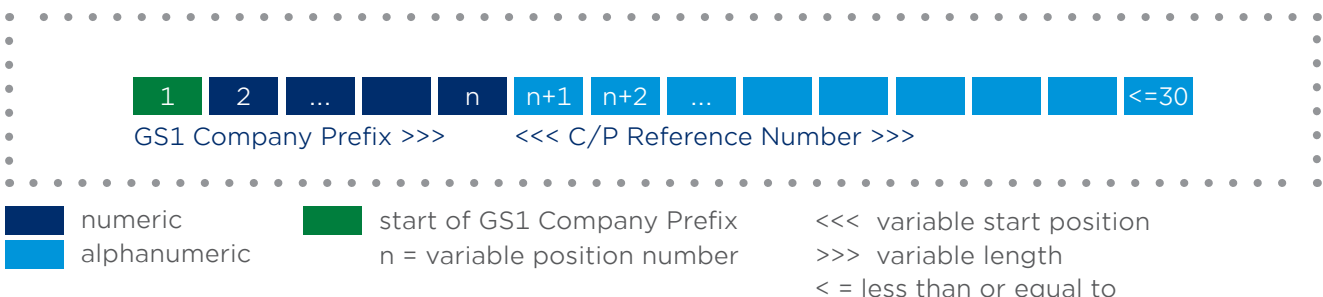 1 2 ... n n+1 n+2 ... <=30
GS1 Company Prefix >>> <<< C/P Reference Number >>>
numeric start of GS1 Company Prefix <<< variable start position
alphanumeric n = variable position number >>> variable length
< = less than or equal to